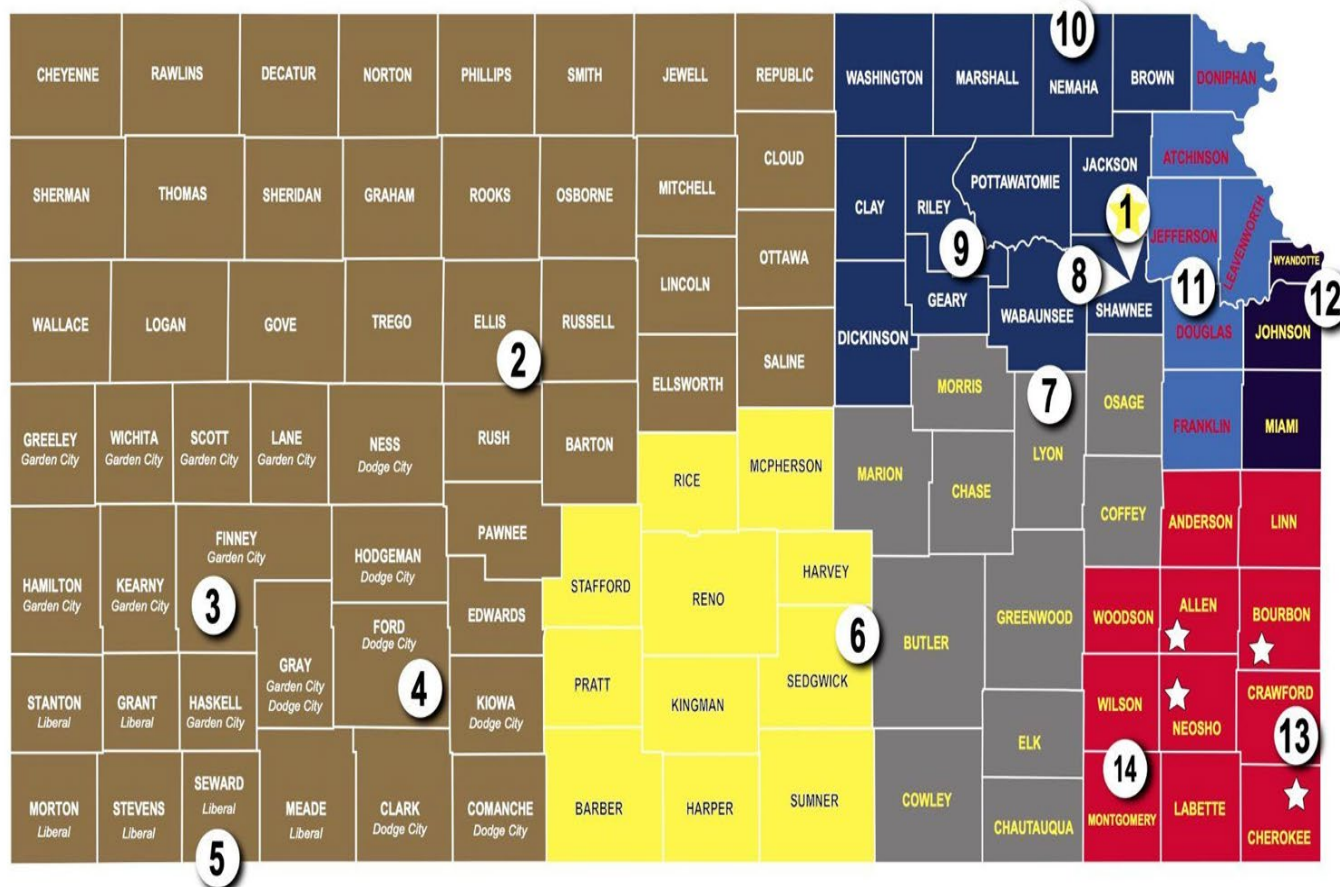 10
CHEYENNE
RAWLINS
DECATUR
NORTON
PHILLIPS
SMITH
JEWELL
REPUBLIC
WASHINGTON
MARSHALL
NEMAHA
BROWN
DONIPHAN
CLOUD
ATCHINSON
JACKSON
SHERMAN
THOMAS
SHERIDAN
GRAHAM
ROOKS
OSBORNE
MITCHELL
CLAY
RILEY
POTTAWATOMIE
1
JEFFERSON
LEAVENWORTH
OTTAWA
9
8
WYANDOTTE
LINCOLN
GEARY
11
12
WALLACE
LOGAN
GOVE
TREGO
ELLIS
RUSSELL
WABAUNSEE
SHAWNEE
DOUGLAS
JOHNSON
DICKINSON
2
SALINE
ELLSWORTH
MORRIS
7
OSAGE
GREELEY
Garden City
WICHITA
Garden City
SCOTT
Garden City
LANE
Garden City
NESS
Dodge City
RUSH
BARTON
FRANKLIN
MIAMI
LYON
RICE
MCPHERSON
MARION
CHASE
COFFEY
ANDERSON
LINN
FINNEY
Garden City
PAWNEE
HODGEMAN
Dodge City
HAMILTON
Garden City
KEARNY
Garden City
3
STAFFORD
RENO
HARVEY
EDWARDS
FORD
Dodge City
6
BUTLER
GREENWOOD
WOODSON
ALLEN
BOURBON
GRAY
Garden City
Dodge City
4
STANTON
Liberal
GRANT
Liberal
HASKELL
Garden City
KIOWA
Dodge City
PRATT
KINGMAN
SEDGWICK
WILSON
NEOSHO
CRAWFORD
13
ELK
14
MORTON
Liberal
STEVENS
Liberal
SEWARD
Liberal
MEADE
Liberal
CLARK
Dodge City
COMANCHE
Dodge City
BARBER
HARPER
SUMNER
COWLEY
CHAUTAUQUA
MONTGOMERY
LABETTE
CHEROKEE
5